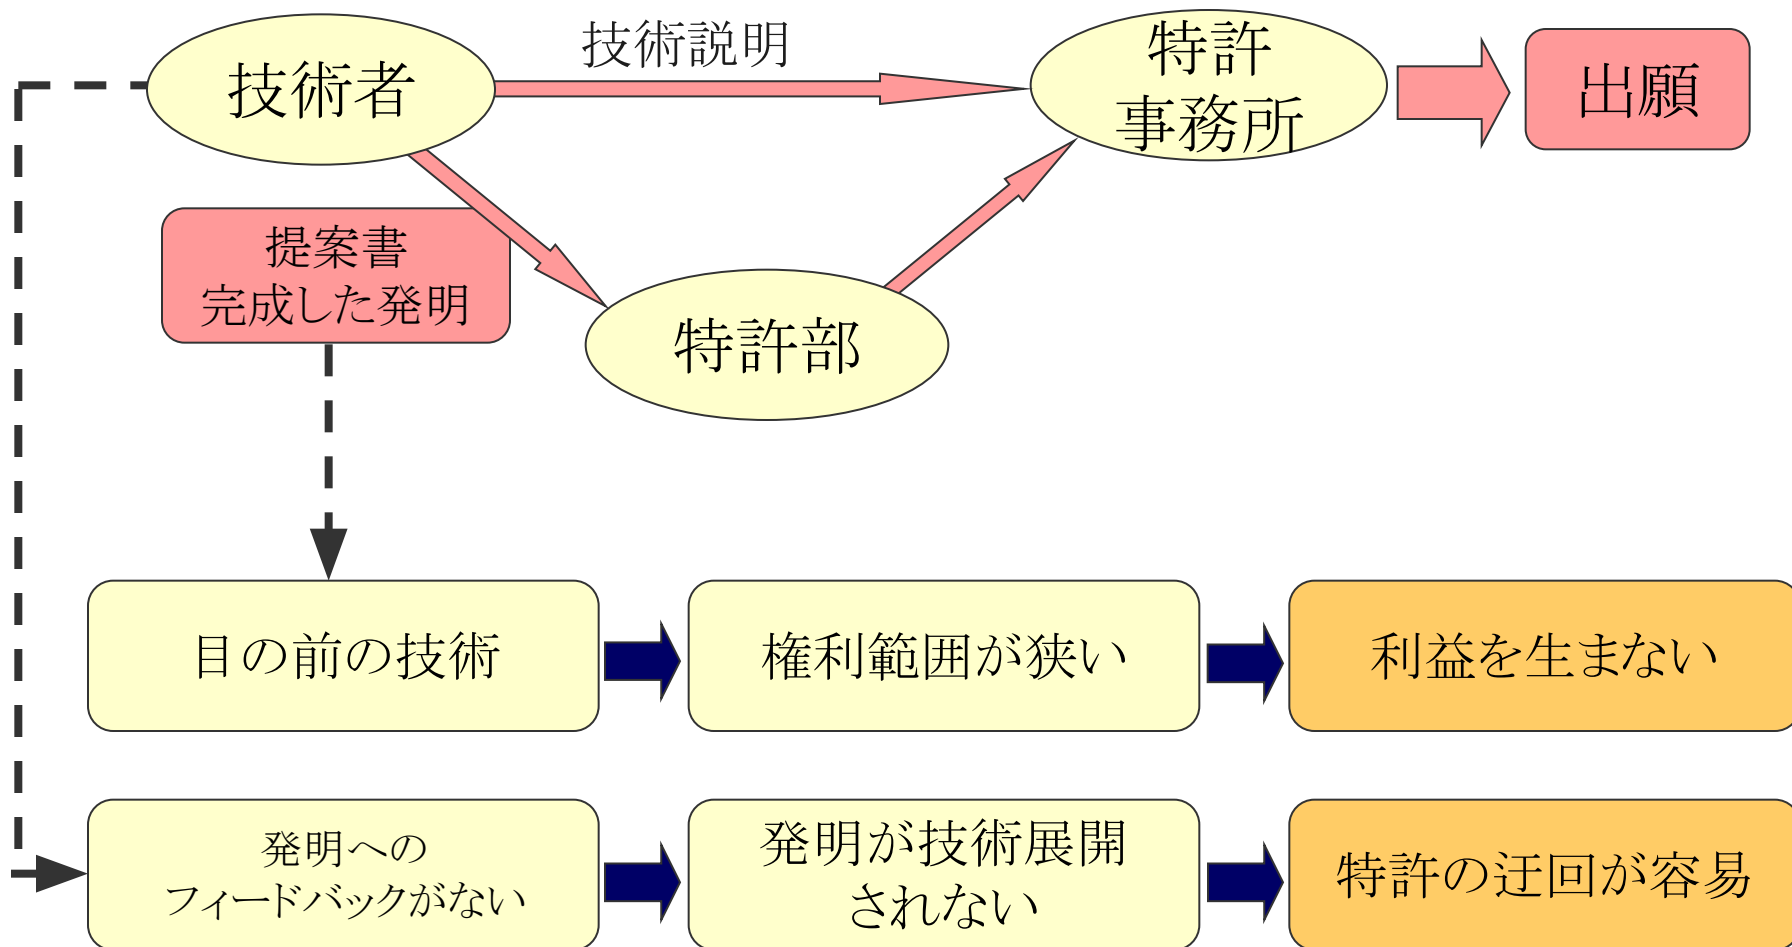 技術者
技術説明
特許
事務所
出願
提案書
完成した発明
特許部
目の前の技術
権利範囲が狭い
利益を生まない
発明への
フィードバックがない
発明が技術展開
されない
特許の迂回が容易